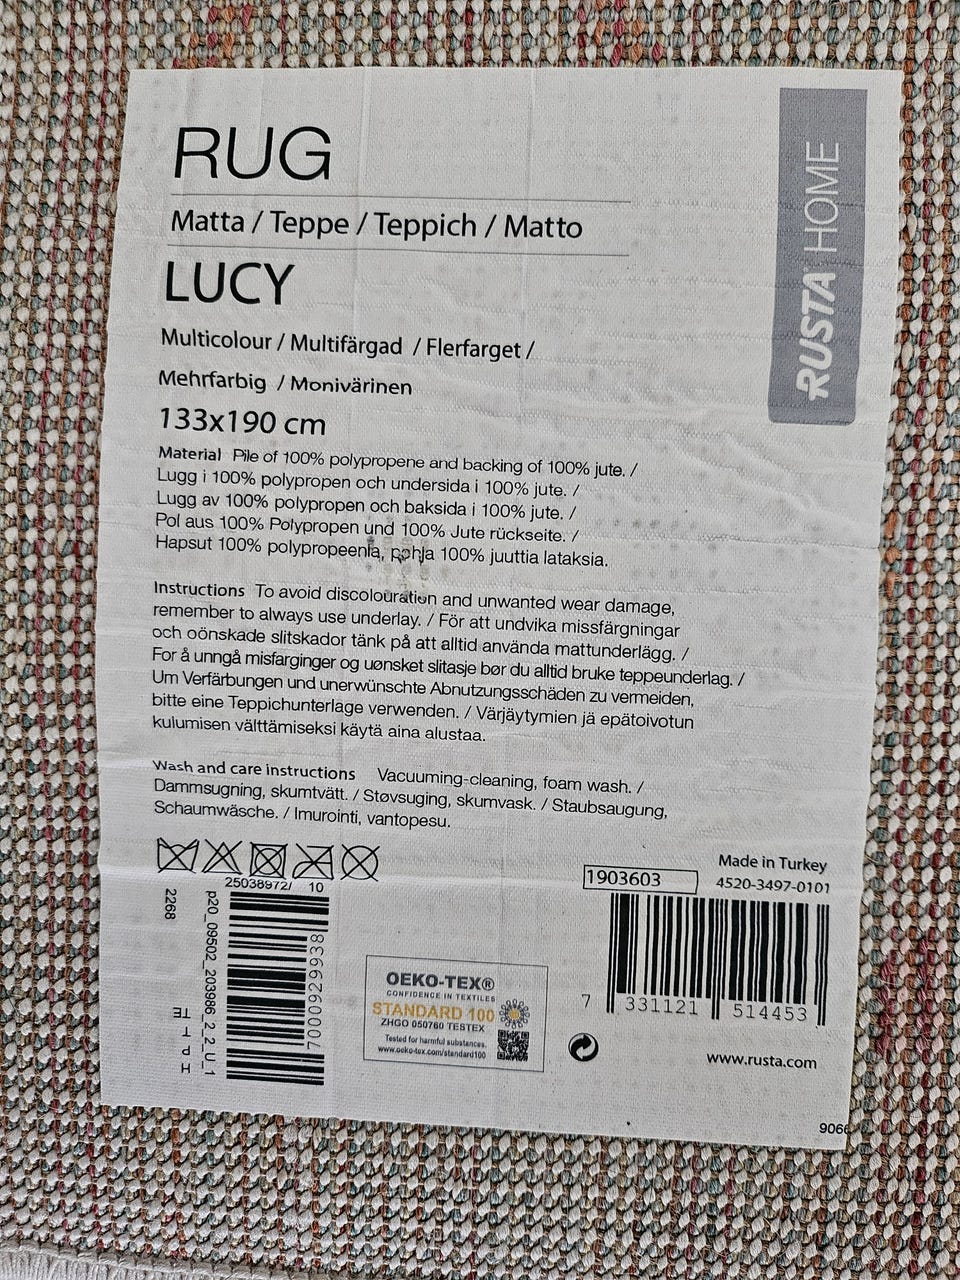 RUG
Matta / Teppe / Teppich / Matto
LUCY
Multicolour / Multifärgad / Flerfarget /
Mehrfarbig / Monivärinen
133x190 cm
Material Pile of 100% polypropene and backing of 100% jute. /
Lugg i 100% polypropen och undersida i 100% jute. /
Lugg av 100% polypropen och baksida i 100% jute. /
Pol aus 100% Polypropen und 100% Jute rückseite. /
Hapsut 100% polypropeenia, pohja 100% juuttia lataksia.
Instructions To avoid discolouration and unwanted wear damage,
remember to always use underlay. / För att undvika missfärgningar
och oönskade slitskador tänk på att alltid använda mattunderlägg. /
For å unngå misfarginger og uønsket slitasje bør du alltid bruke teppeunderlag. /
Um Verfärbungen und unerwünschte Abnutzungsschäden zu vermeiden,
bitte eine Teppichunterlage verwenden. / Värjäytymien jä epätoivotun
kulumisen välttämiseksi käytä aina alustaa.
Wash and care instructions Vacuuming-cleaning, foam wash. /
Dammsugning, skumtvätt. / Støvsuging, skumvask. / Staubsaugung,
Schaumwäsche. / Imurointi, vantopesu.
RUSTA HOME
25038972/ 10
2268
p20_09502_203986_2_2_U_1
7000929938
H P T TE
OEKO-TEX®
CONFIDENCE IN TEXTILES
STANDARD 100
ZHGO 050760 TESTEX
Tested for harmful substances.
www.oeko-tex.com/standard100
Made in Turkey
1903603
4520-3497-0101
7 331121 514453
www.rusta.com
9066